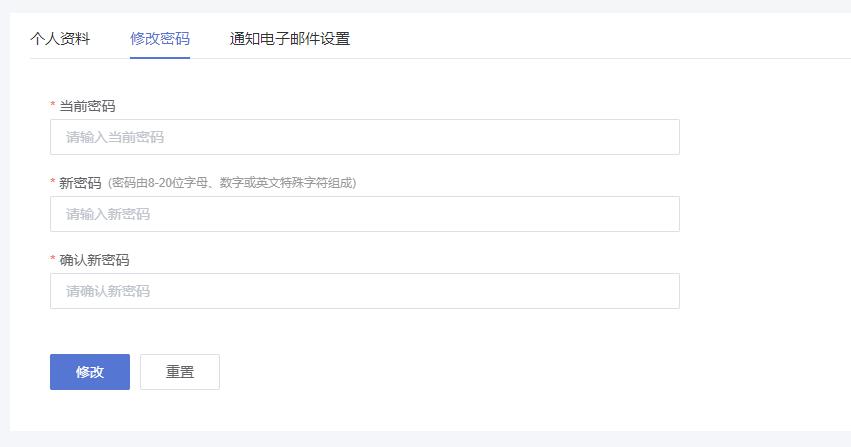 个人资料 修改密码 通知电子邮件设置
* 当前密码
请输入当前密码
* 新密码 (密码由8-20位字母、数字或英文特殊字符组成)
请输入新密码
* 确认新密码
请确认新密码
修改 重置